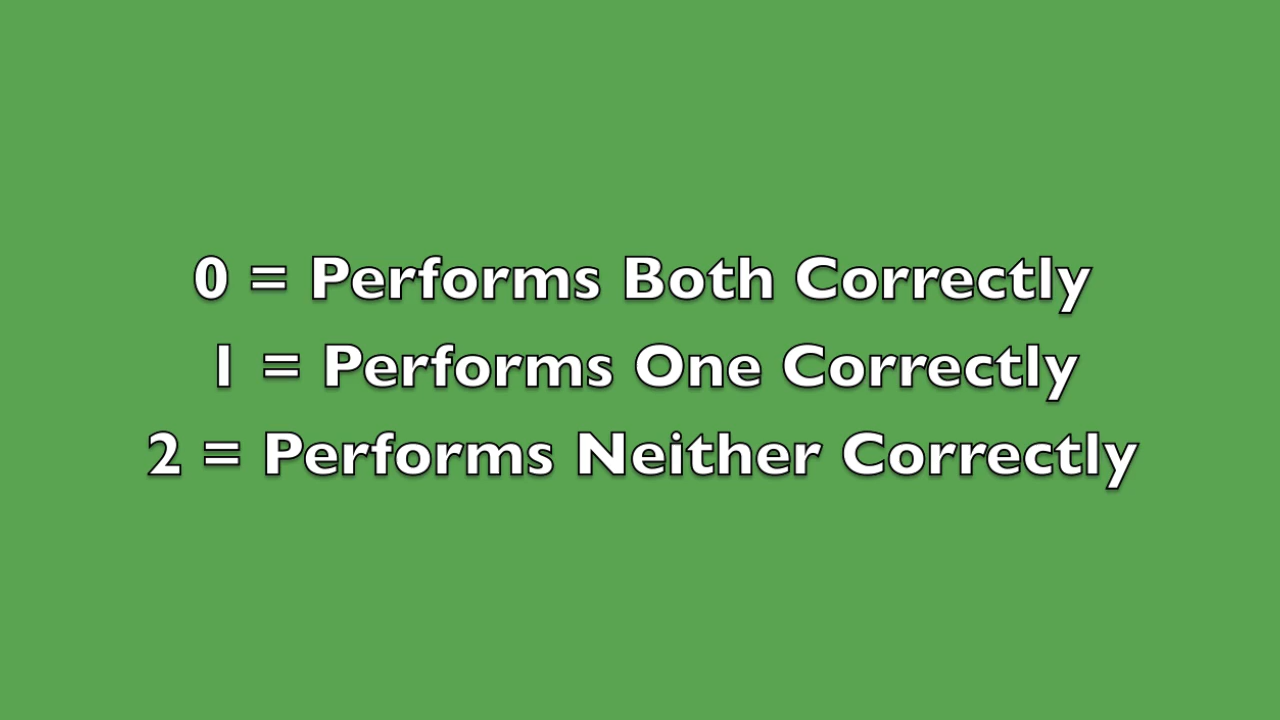 0 = Performs Both Correctly
1 = Performs One Correctly
2 = Performs Neither Correctly